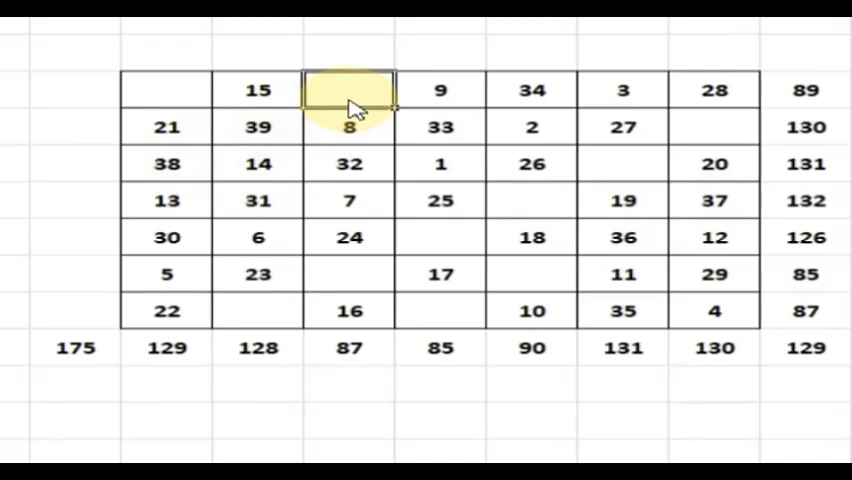 15 9 34 3 28 89
21 39 8 33 2 27 130
38 14 32 1 26 20 131
13 31 7 25 19 37 132
30 6 24 18 36 12 126
5 23 17 11 29 85
22 16 10 35 4 87
175 129 128 87 85 90 131 130 129